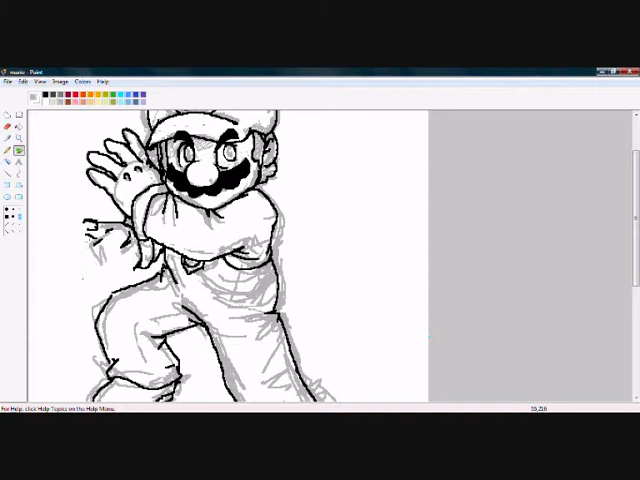 mario - Paint
File Edit View Image Colors Help
For Help, click Help Topics on the Help Menu.